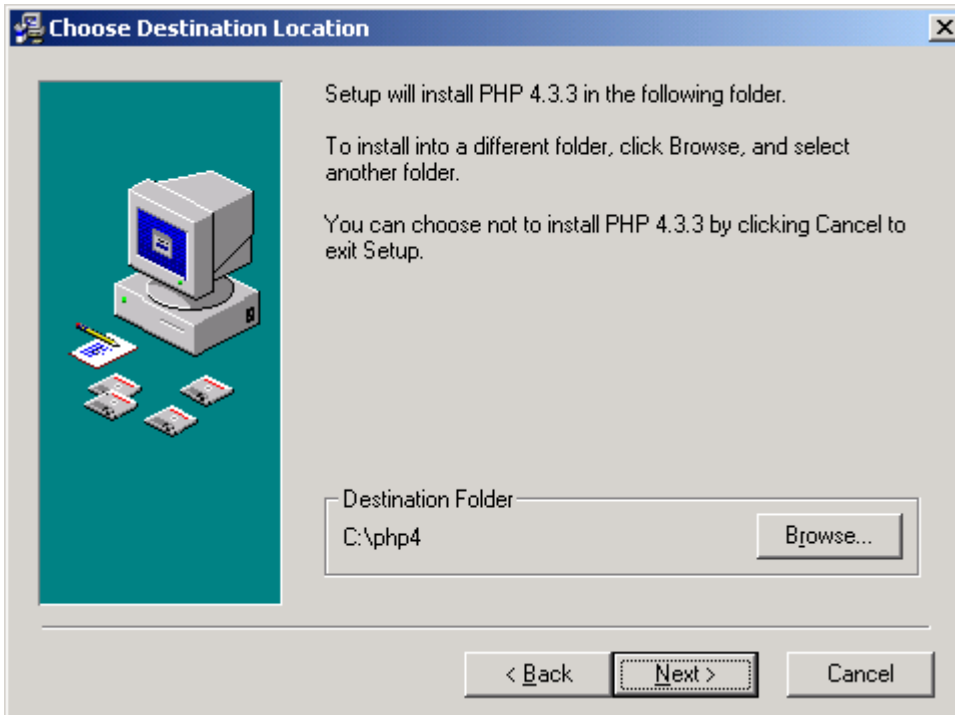 Choose Destination Location
Setup will install PHP 4.3.3 in the following folder.
To install into a different folder, click Browse, and select
another folder.
You can choose not to install PHP 4.3.3 by clicking Cancel to
exit Setup.
Destination Folder
C:\php4
Browse...
< Back
Next >
Cancel